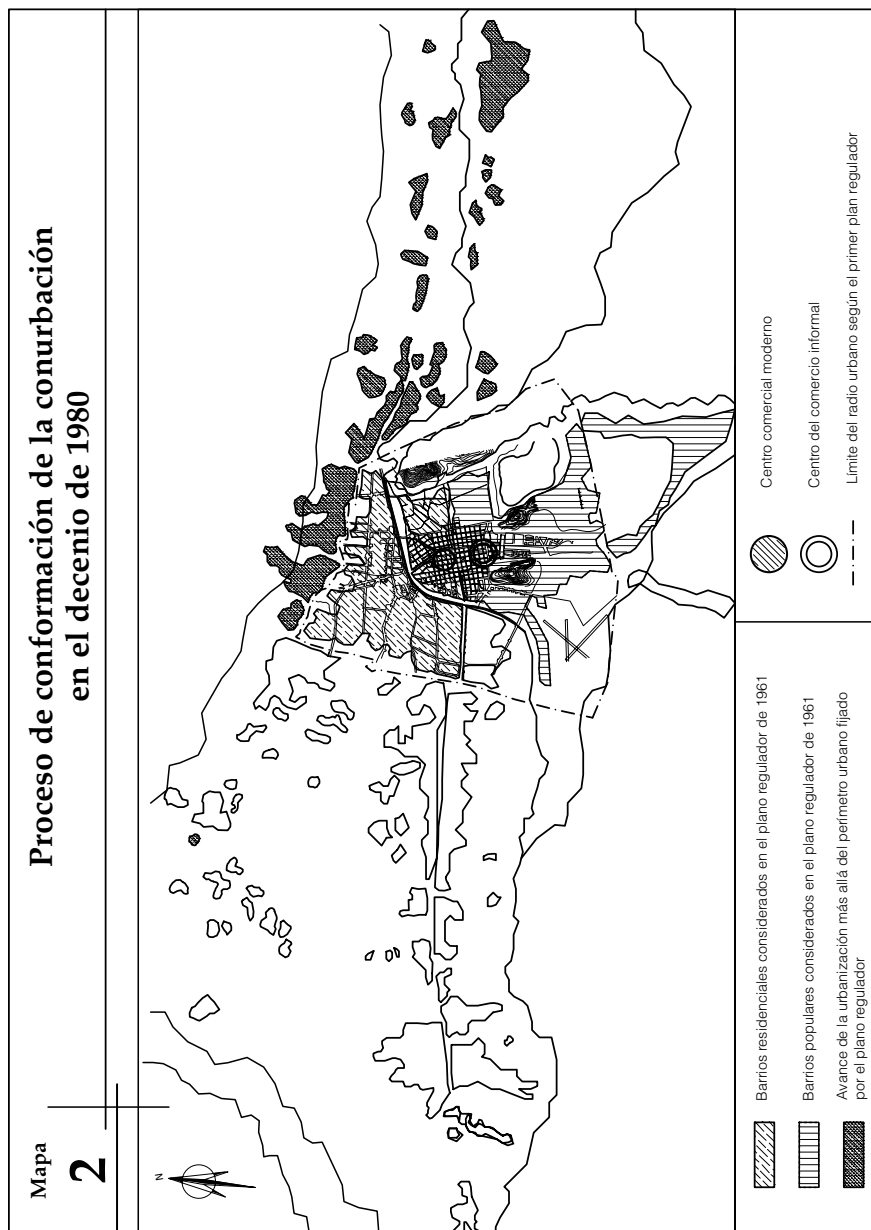 Mapa
2
Proceso de conformación de la conurbación
en el decenio de 1980
N
Barrios residenciales considerados en el plano regulador de 1961
Barrios populares considerados en el plano regulador de 1961
Avance de la urbanización más allá del perímetro urbano fijado
por el plano regulador
Centro comercial moderno
Centro del comercio informal
Límite del radio urbano según el primer plan regulador